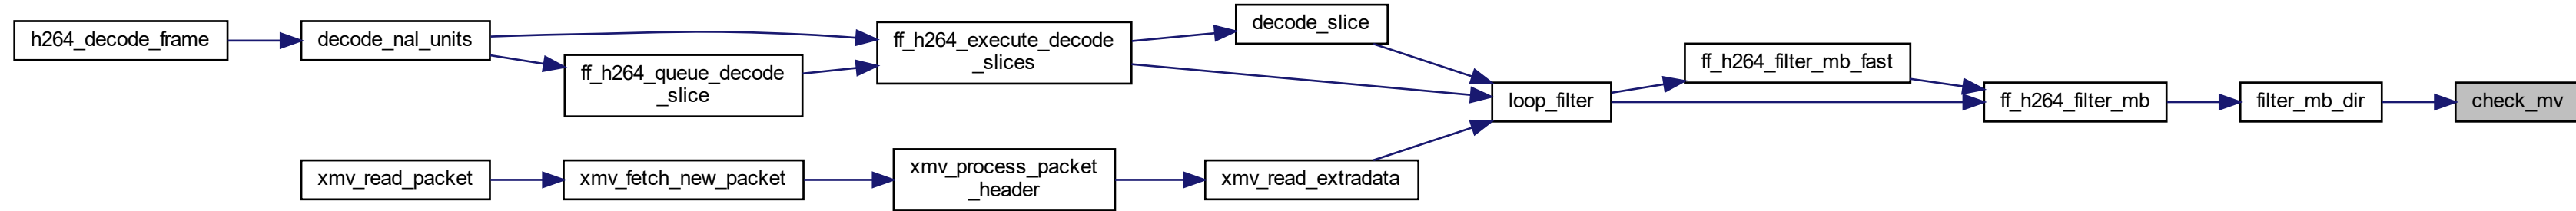 h264_decode_frame
decode_nal_units
ff_h264_queue_decode
_slice
ff_h264_execute_decode
_slices
decode_slice
loop_filter
ff_h264_filter_mb_fast
ff_h264_filter_mb
filter_mb_dir
check_mv
xmv_read_packet
xmv_fetch_new_packet
xmv_process_packet
_header
xmv_read_extradata